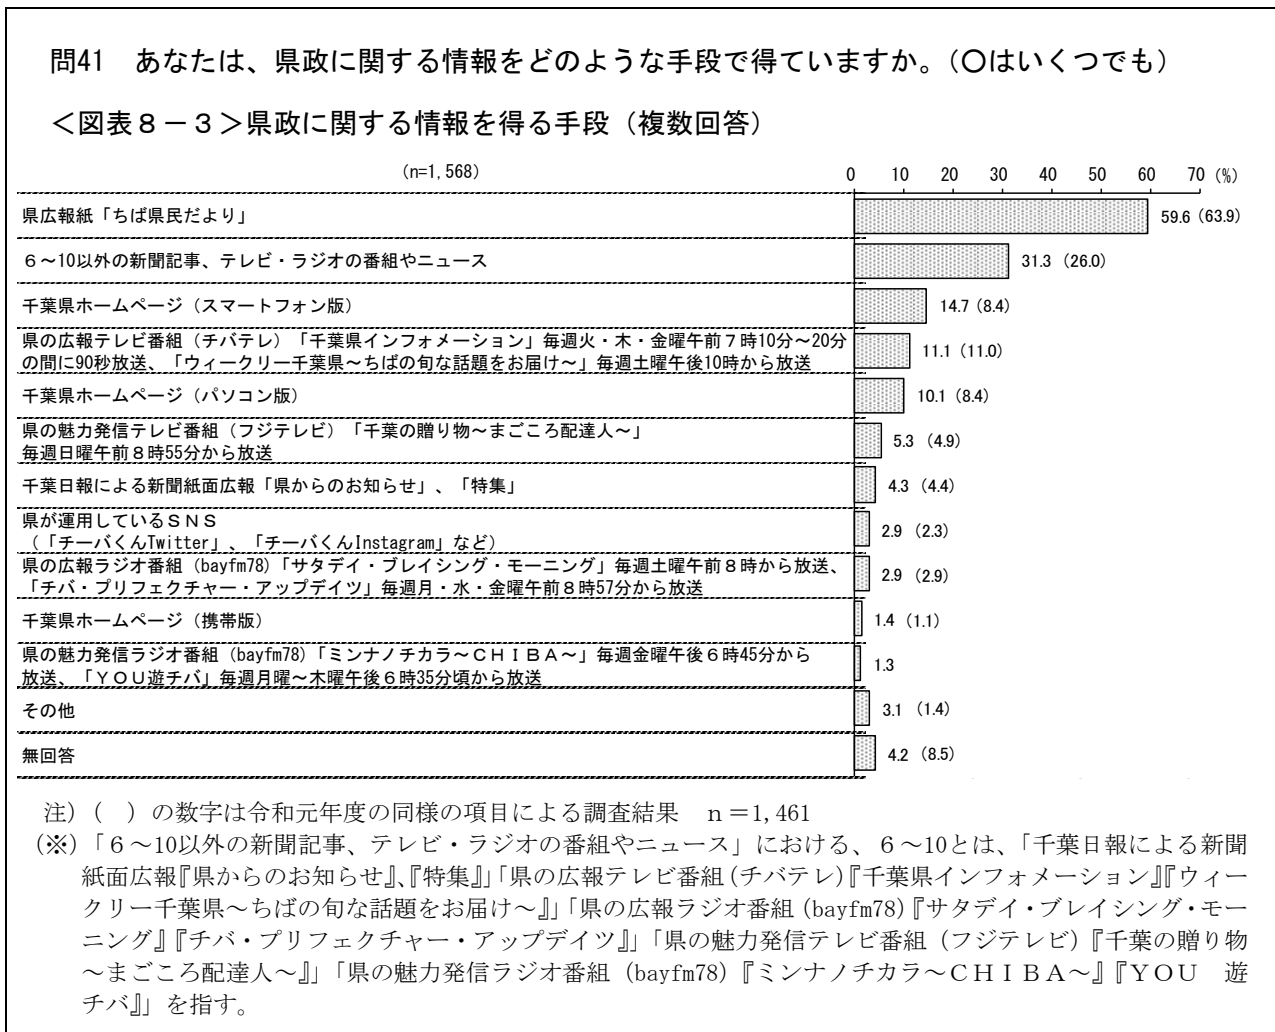 問41　あなたは、県政に関する情報をどのような手段で得ていますか。（〇はいくつでも）
＜図表８－３＞県政に関する情報を得る手段（複数回答）
(n=1,568)
0 10 20 30 40 50 60 70 (%)
県広報紙「ちば県民だより」 59.6 (63.9)
６～10以外の新聞記事、テレビ・ラジオの番組やニュース 31.3 (26.0)
千葉県ホームページ（スマートフォン版） 14.7 (8.4)
県の広報テレビ番組（チバテレ）「千葉県インフォメーション」毎週火・木・金曜午前７時10分～20分
の間に90秒放送、「ウィークリー千葉県～ちばの旬な話題をお届け～」毎週土曜午後10時から放送
11.1 (11.0)
千葉県ホームページ（パソコン版） 10.1 (8.4)
県の魅力発信テレビ番組（フジテレビ）「千葉の贈り物～まごころ配達人～」
毎週日曜午前８時55分から放送
5.3 (4.9)
千葉日報による新聞紙面広報「県からのお知らせ」、「特集」 4.3 (4.4)
県が運用しているＳＮＳ
（「チーバくんTwitter」、「チーバくんInstagram」など）
2.9 (2.3)
県の広報ラジオ番組（bayfm78）「サタデイ・ブレイシング・モーニング」毎週土曜午前８時から放送、
「チバ・プリフェクチャー・アップデイツ」毎週月・水・金曜午前８時57分から放送
2.9 (2.9)
千葉県ホームページ（携帯版） 1.4 (1.1)
県の魅力発信ラジオ番組（bayfm78）「ミンナノチカラ～ＣＨＩＢＡ～」毎週金曜午後６時45分から
放送、「ＹＯＵ遊チバ」毎週月曜～木曜午後６時35分頃から放送
1.3
その他 3.1 (1.4)
無回答 4.2 (8.5)
注）（　）の数字は令和元年度の同様の項目による調査結果　ｎ＝1,461
（※）「６～10以外の新聞記事、テレビ・ラジオの番組やニュース」における、６～10とは、「千葉日報による新聞
紙面広報『県からのお知らせ』、『特集』」「県の広報テレビ番組（チバテレ）『千葉県インフォメーション』『ウィー
クリー千葉県～ちばの旬な話題をお届け～』」「県の広報ラジオ番組（bayfm78）『サタデイ・ブレイシング・モー
ニング』『チバ・プリフェクチャー・アップデイツ』」「県の魅力発信テレビ番組（フジテレビ）『千葉の贈り物
～まごころ配達人～』」「県の魅力発信ラジオ番組（bayfm78）『ミンナノチカラ～ＣＨＩＢＡ～』『ＹＯＵ　遊
チバ』」を指す。